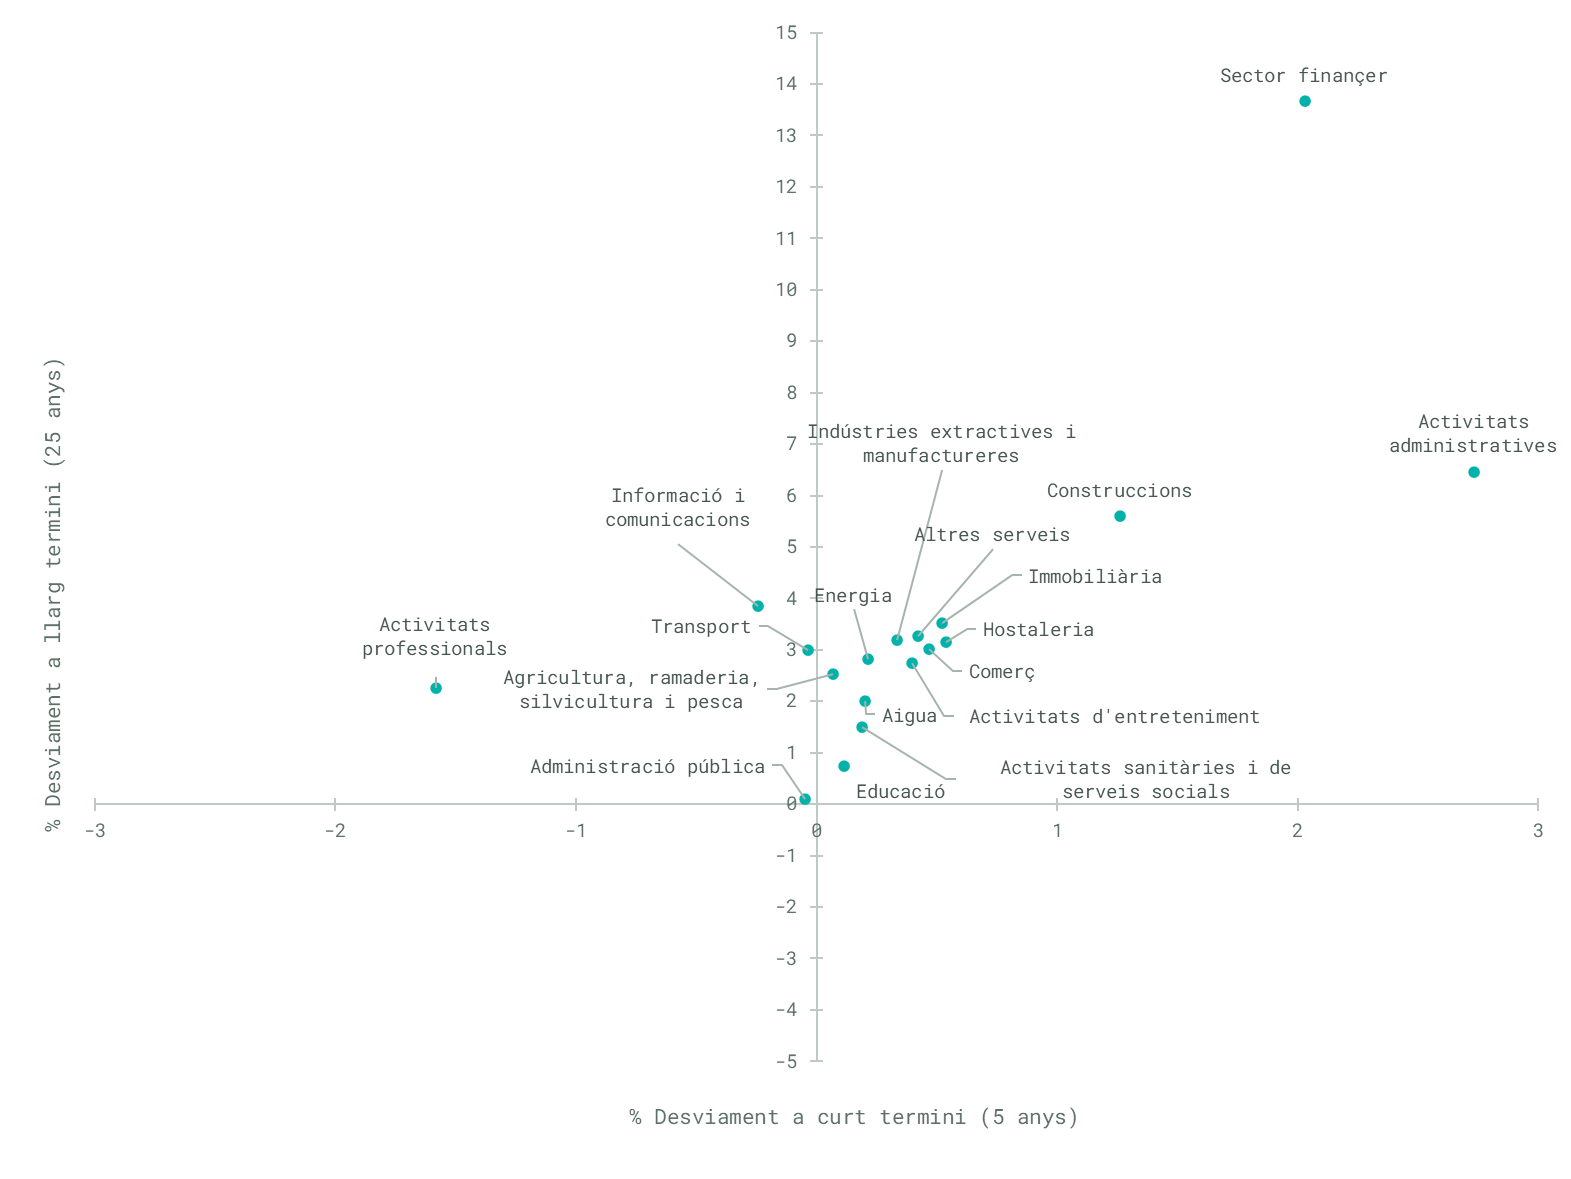 15
Sector finançer
14
13
12
11
10
9
8
Activitats
administratives
7
Indústries extractives i
manufactureres
6
Construccions
Informació i
comunicacions
5
Altres serveis
Immobiliària
4
Energia
Activitats
professionals
Transport
Hostaleria
3
Comerç
Agricultura, ramaderia,
silvicultura i pesca
2
Aigua
Activitats d'entreteniment
1
Administració pública
Activitats sanitàries i de
serveis socials
Educació
0
-3
-2
-1
0
1
2
3
-1
-2
-3
-4
-5
% Desviament a llarg termini (25 anys)
% Desviament a curt termini (5 anys)